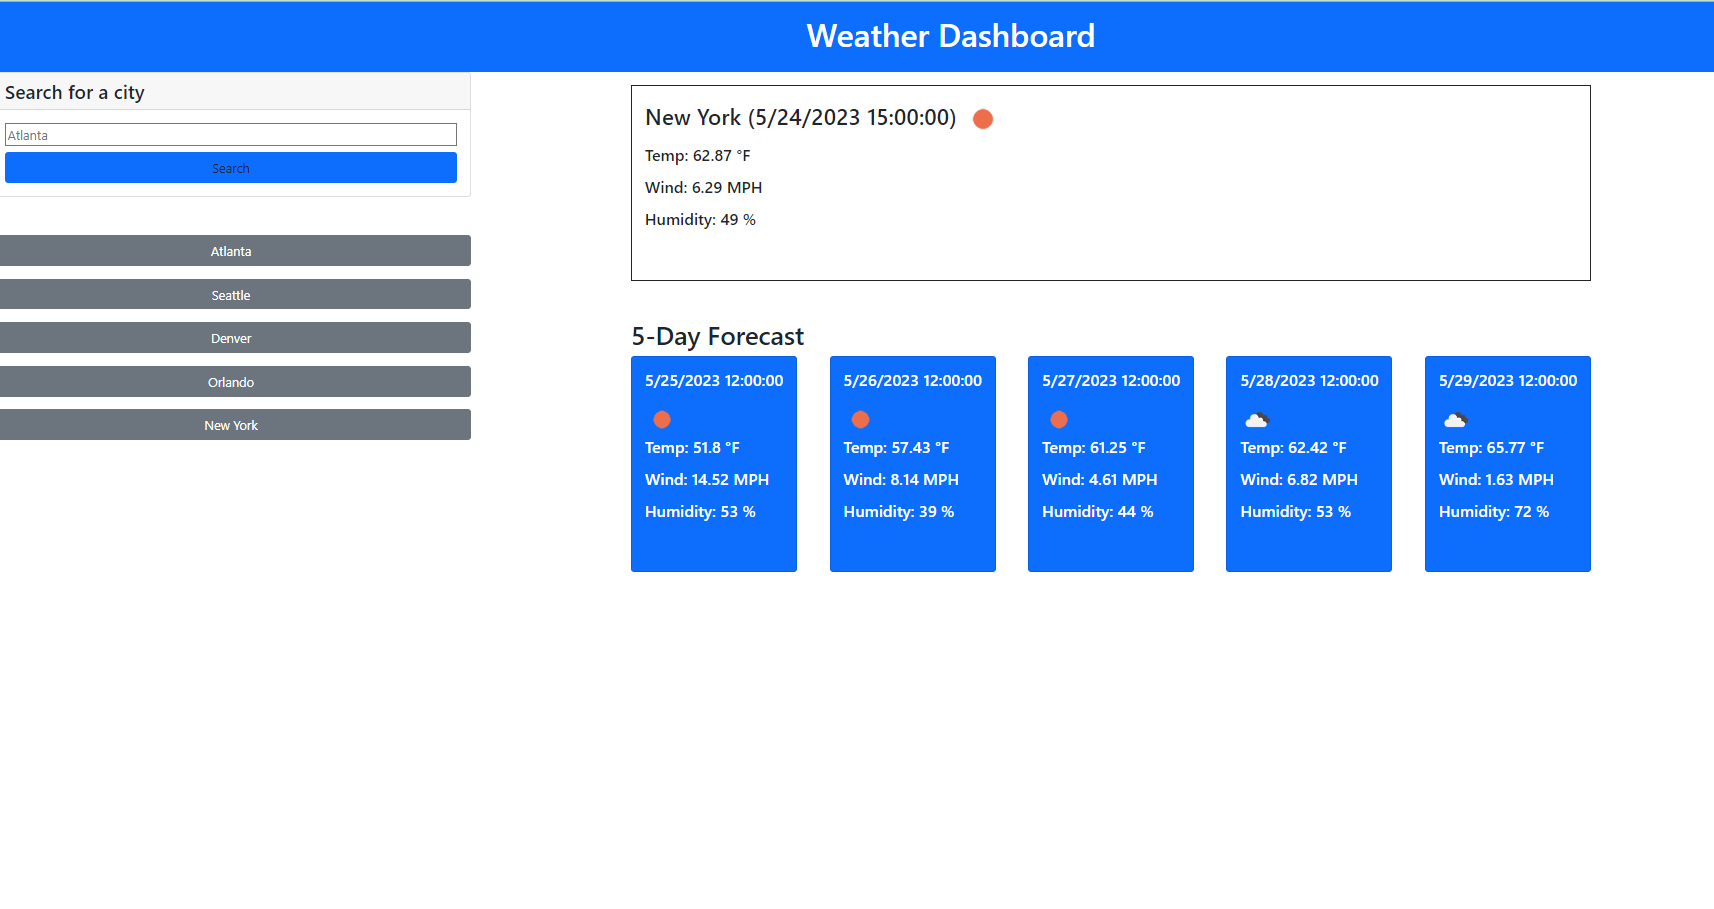 Weather Dashboard
Search for a city
Atlanta
Search
Atlanta
Seattle
Denver
Orlando
New York
New York (5/24/2023 15:00:00)
Temp: 62.87 °F
Wind: 6.29 MPH
Humidity: 49 %
5-Day Forecast
5/25/2023 12:00:00
Temp: 51.8 °F
Wind: 14.52 MPH
Humidity: 53 %
5/26/2023 12:00:00
Temp: 57.43 °F
Wind: 8.14 MPH
Humidity: 39 %
5/27/2023 12:00:00
Temp: 61.25 °F
Wind: 4.61 MPH
Humidity: 44 %
5/28/2023 12:00:00
Temp: 62.42 °F
Wind: 6.82 MPH
Humidity: 53 %
5/29/2023 12:00:00
Temp: 65.77 °F
Wind: 1.63 MPH
Humidity: 72 %